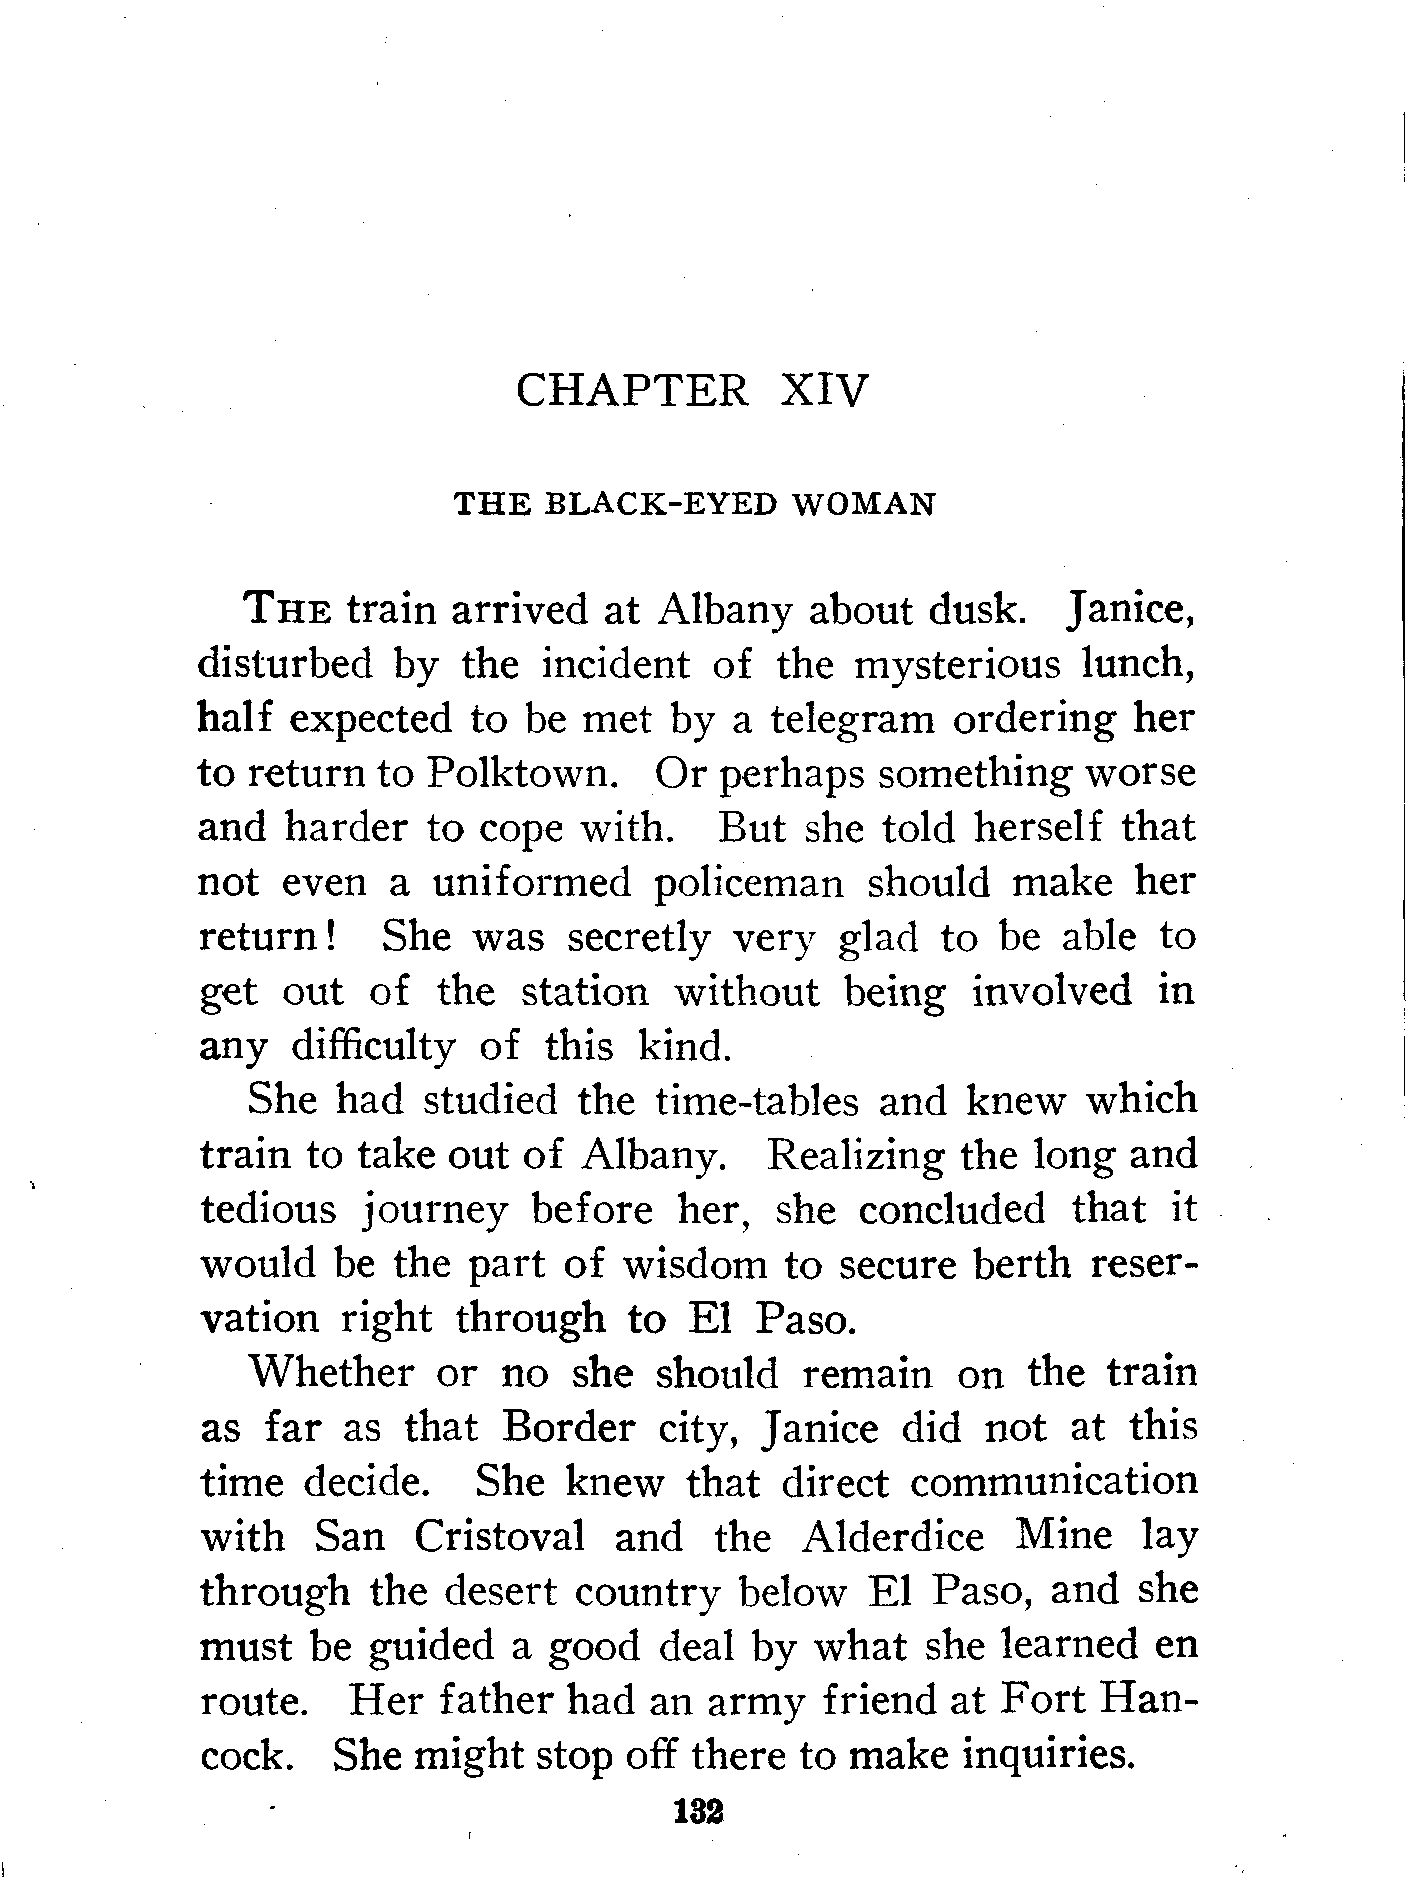 CHAPTER XIV
THE BLACK-EYED WOMAN
THE train arrived at Albany about dusk. Janice,
disturbed by the incident of the mysterious lunch,
half expected to be met by a telegram ordering her
to return to Polktown. Or perhaps something worse
and harder to cope with. But she told herself that
not even a uniformed policeman should make her
return! She was secretly very glad to be able to
get out of the station without being involved in
any difficulty of this kind.
She had studied the time-tables and knew which
train to take out of Albany. Realizing the long and
tedious journey before her, she concluded that it
would be the part of wisdom to secure berth reser-
vation right through to El Paso.
Whether or no she should remain on the train
as far as that Border city, Janice did not at this
time decide. She knew that direct communication
with San Cristoval and the Alderdice Mine lay
through the desert country below El Paso, and she
must be guided a good deal by what she learned en
route. Her father had an army friend at Fort Han-
cock. She might stop off there to make inquiries.
132